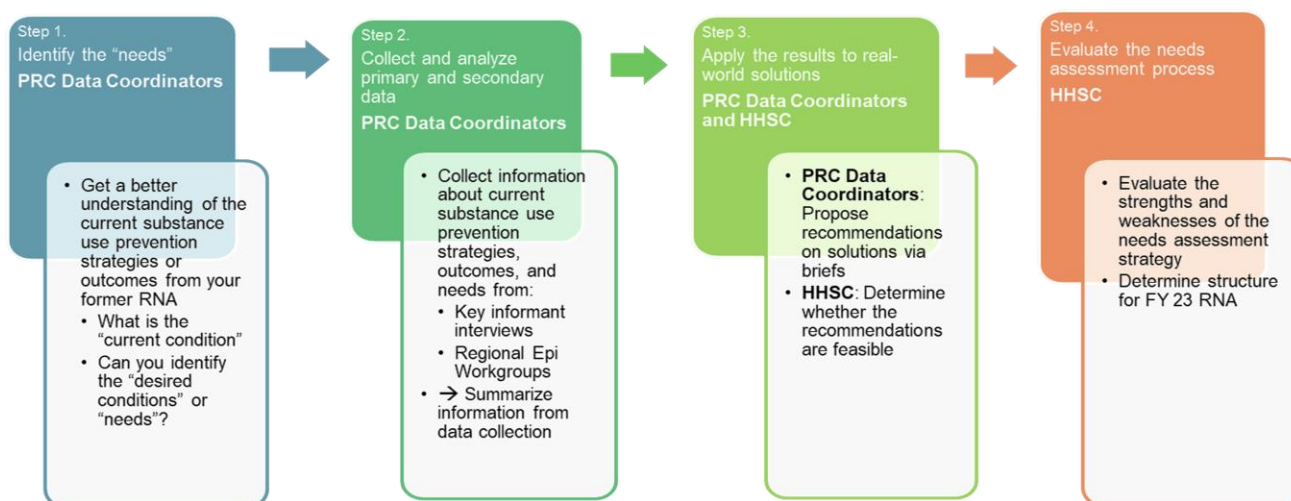 Step 1.
Identify the “needs”
PRC Data Coordinators
• Get a better
understanding of the
current substance
use prevention
strategies or
outcomes from your
former RNA
• What is the
“current condition”
• Can you identify
the “desired
conditions” or
“needs”?
Step 2.
Collect and analyze
primary and secondary
data
PRC Data Coordinators
• Collect information
about current
substance use
prevention
strategies,
outcomes, and
needs from:
• Key informant
interviews
• Regional Epi
Workgroups
• → Summarize
information from
data collection
Step 3.
Apply the results to real-
world solutions
PRC Data Coordinators
and HHSC
• PRC Data
Coordinators:
Propose
recommendations
on solutions via
briefs
• HHSC: Determine
whether the
recommendations
are feasible
Step 4.
Evaluate the needs
assessment process
HHSC
• Evaluate the
strengths and
weaknesses of the
needs assessment
strategy
• Determine structure
for FY 23 RNA